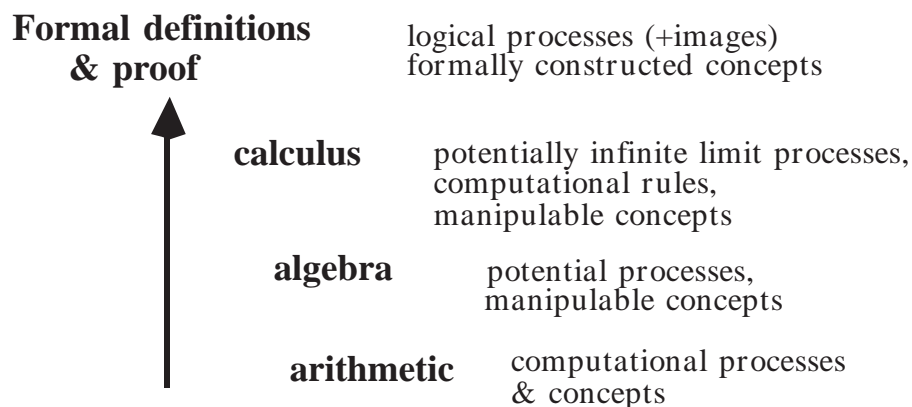 Formal definitions
& proof
logical processes (+images)
formally constructed concepts
calculus
potentially infinite limit processes,
computational rules,
manipulable concepts
algebra
potential processes,
manipulable concepts
arithmetic
computational processes
& concepts